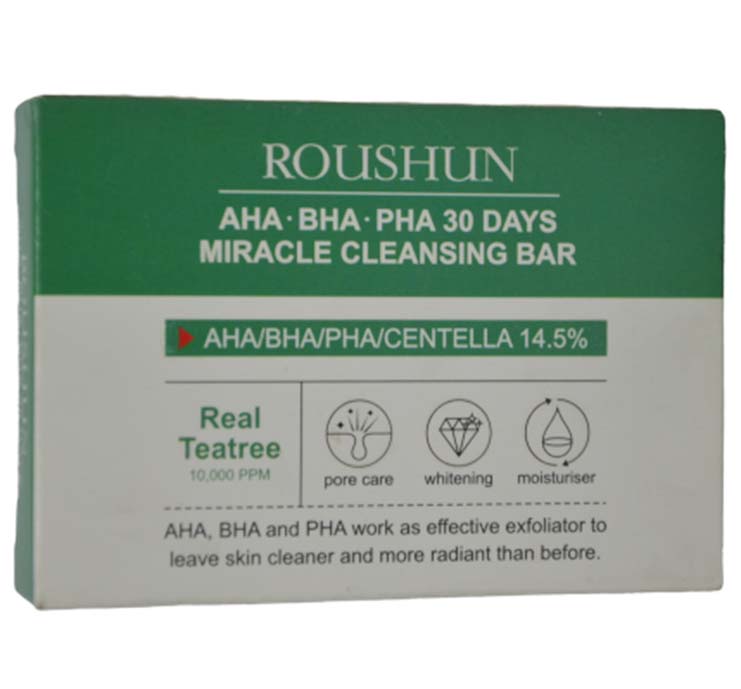 ROUSHUN
AHA·BHA·PHA 30 DAYS
MIRACLE CLEANSING BAR
AHA/BHA/PHA/CENTELLA 14.5%
Real
Teatree
10,000 PPM
pore care
whitening
moisturiser
AHA, BHA and PHA work as effective exfoliator to
leave skin cleaner and more radiant than before.